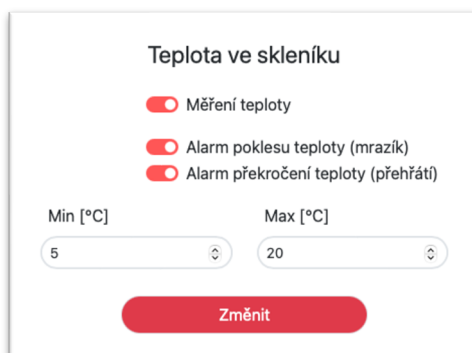 Teplota ve skleníku
Měření teploty
Alarm poklesu teploty (mrazík)
Alarm překročení teploty (přehřátí)
Min [°C] Max [°C]
5 20
Změnit